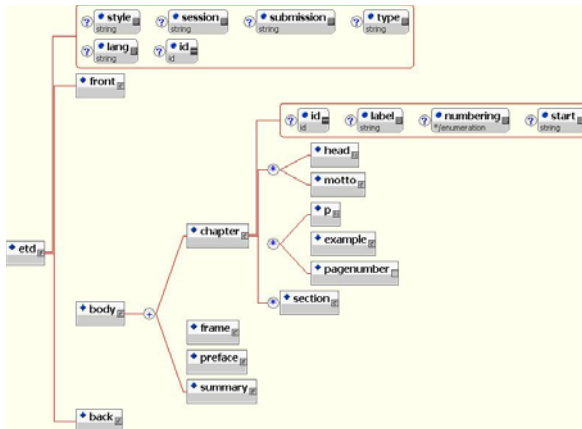 style session submission type
string string string string
lang id
string id
front
id label numbering start
id string */enumeration string
head
motto
p
chapter
example
etd
pagenumber
section
body
frame
preface
summary
back